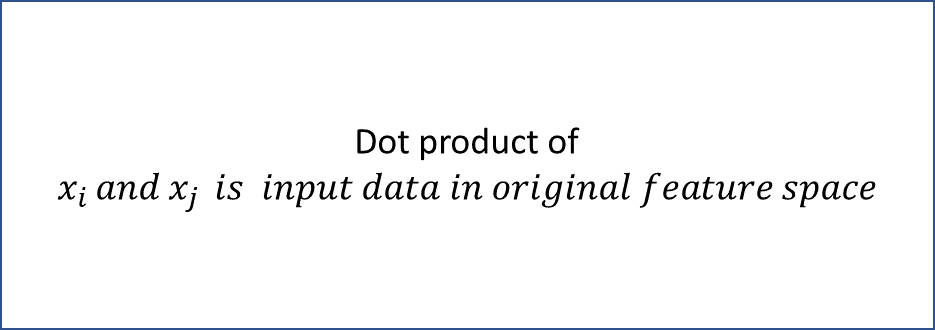 Dot product of
𝑥ᵢ 𝑎𝑛𝑑 𝑥ⱼ 𝑖𝑠 𝑖𝑛𝑝𝑢𝑡 𝑑𝑎𝑡𝑎 𝑖𝑛 𝑜𝑟𝑖𝑔𝑖𝑛𝑎𝑙 𝑓𝑒𝑎𝑡𝑢𝑟𝑒 𝑠𝑝𝑎𝑐𝑒